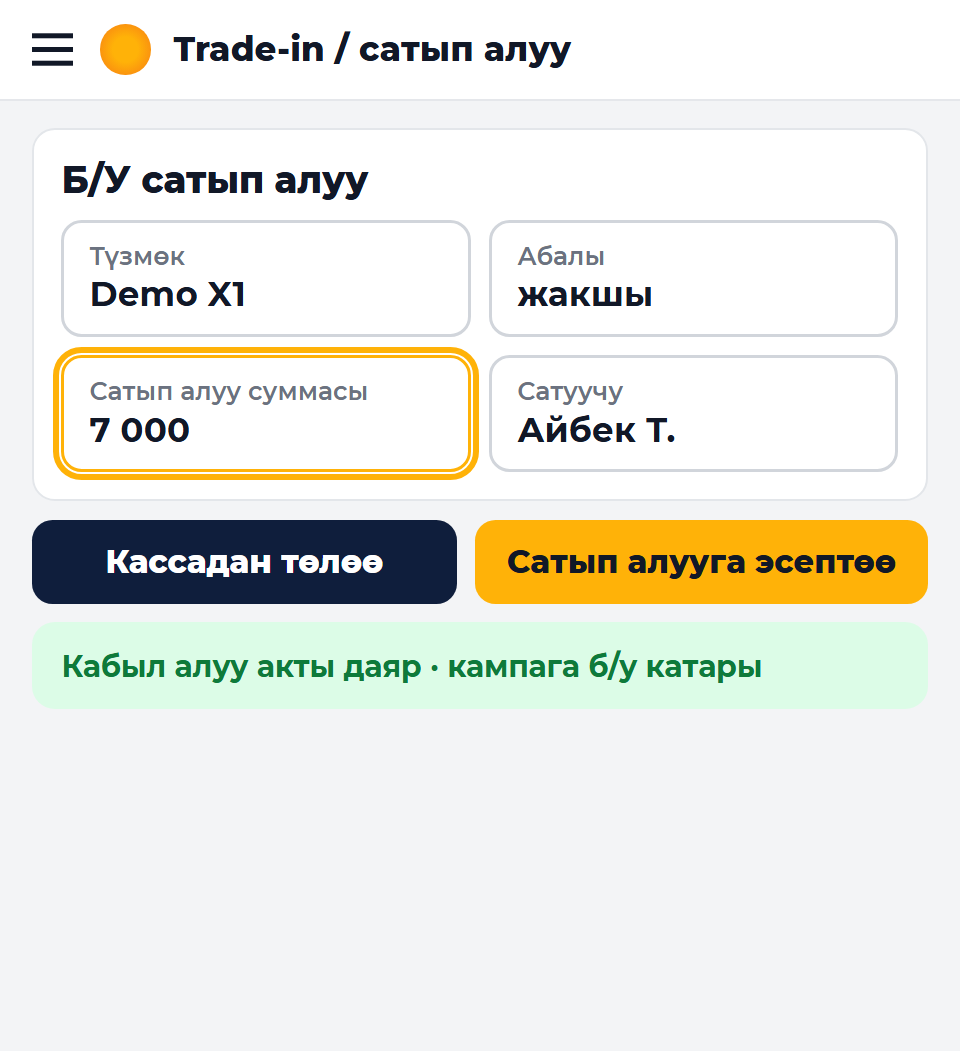 Trade-in / сатып алуу
Б/У сатып алуу
Түзмөк
Demo X1
Абалы
жакшы
Сатып алуу суммасы
7 000
Сатуучу
Айбек Т.
Кассадан төлөө
Сатып алууга эсептөө
Кабыл алуу акты даяр · кампага б/у катары